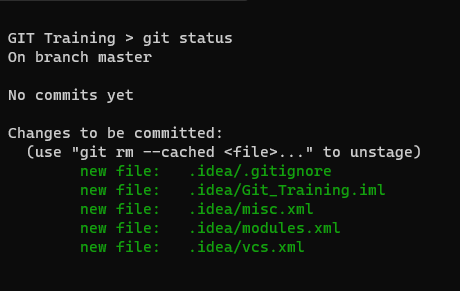 GIT Training > git status
On branch master
No commits yet
Changes to be committed:
(use "git rm --cached <file>..." to unstage)
new file: .idea/.gitignore
new file: .idea/Git_Training.iml
new file: .idea/misc.xml
new file: .idea/modules.xml
new file: .idea/vcs.xml